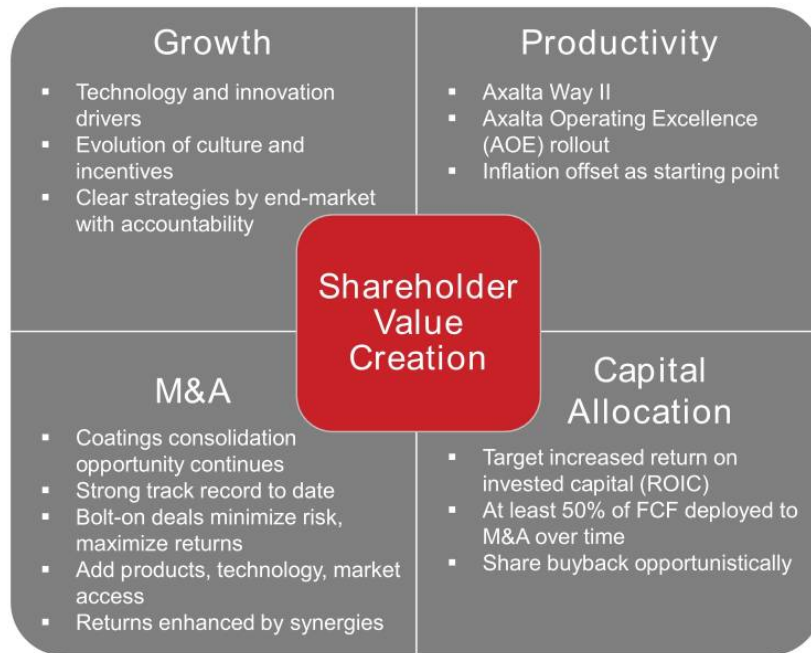 Growth
▪ Technology and innovation
drivers
▪ Evolution of culture and
incentives
▪ Clear strategies by end-market
with accountability
Productivity
▪ Axalta Way II
▪ Axalta Operating Excellence
(AOE) rollout
▪ Inflation offset as starting point
Shareholder
Value
Creation
M&A
▪ Coatings consolidation
opportunity continues
▪ Strong track record to date
▪ Bolt-on deals minimize risk,
maximize returns
▪ Add products, technology, market
access
▪ Returns enhanced by synergies
Capital
Allocation
▪ Target increased return on
invested capital (ROIC)
▪ At least 50% of FCF deployed to
M&A over time
▪ Share buyback opportunistically